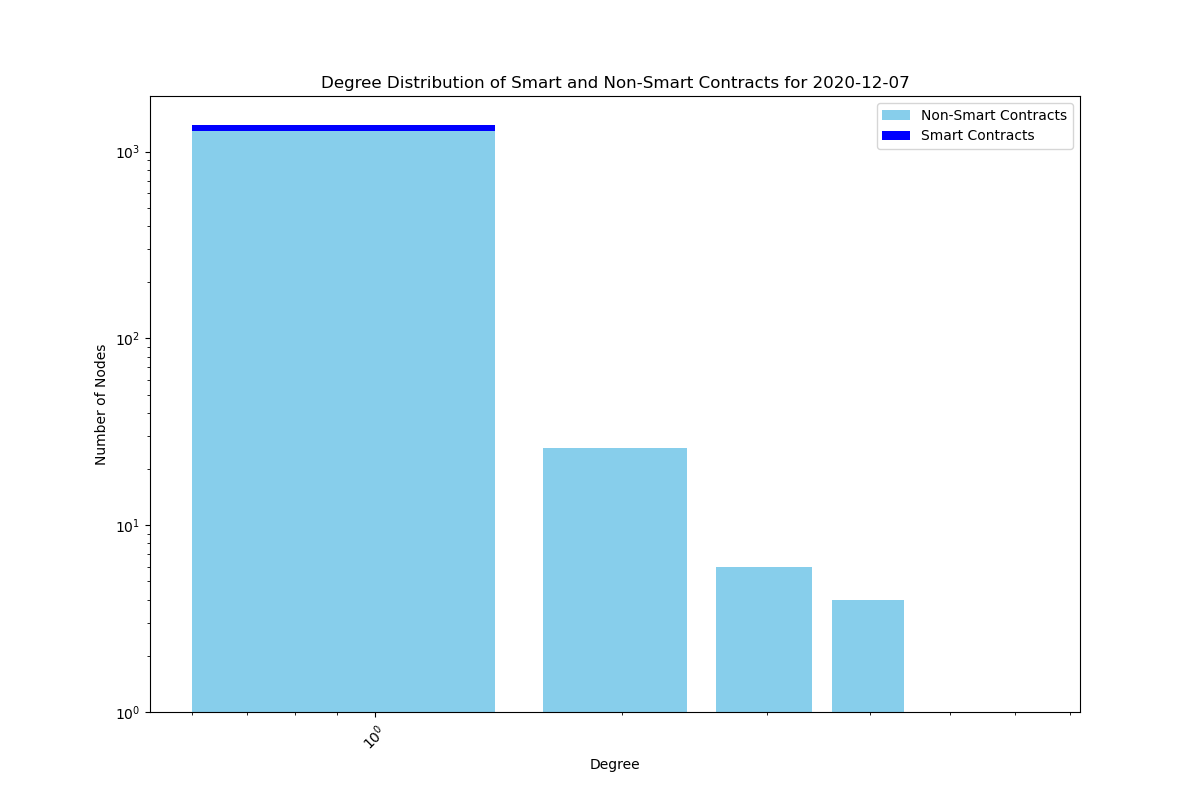 Degree Distribution of Smart and Non-Smart Contracts for 2020-12-07
Non-Smart Contracts
Smart Contracts
10³
10²
10¹
10⁰
Number of Nodes
10⁰
Degree